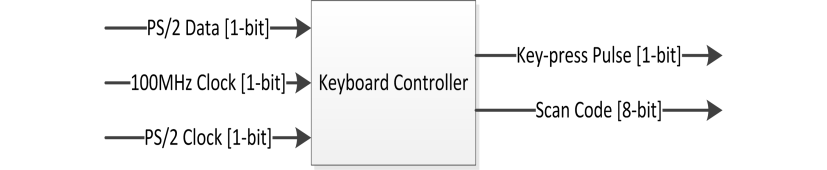 PS/2 Data [1-bit]
100MHz Clock [1-bit]
PS/2 Clock [1-bit]
Keyboard Controller
Key-press Pulse [1-bit]
Scan Code [8-bit]